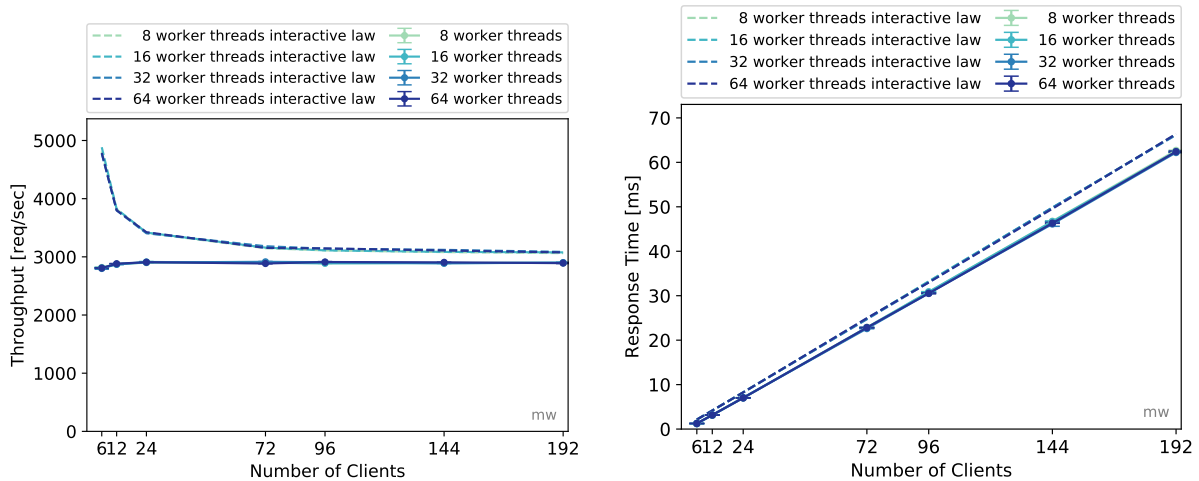 8 worker threads interactive law 8 worker threads
16 worker threads interactive law 16 worker threads
32 worker threads interactive law 32 worker threads
64 worker threads interactive law 64 worker threads
Throughput [req/sec]
5000
4000
3000
2000
1000
0
mw
6 12 24 72 96 144 192
Number of Clients
8 worker threads interactive law 8 worker threads
16 worker threads interactive law 16 worker threads
32 worker threads interactive law 32 worker threads
64 worker threads interactive law 64 worker threads
Response Time [ms]
70
60
50
40
30
20
10
0
mw
6 12 24 72 96 144 192
Number of Clients